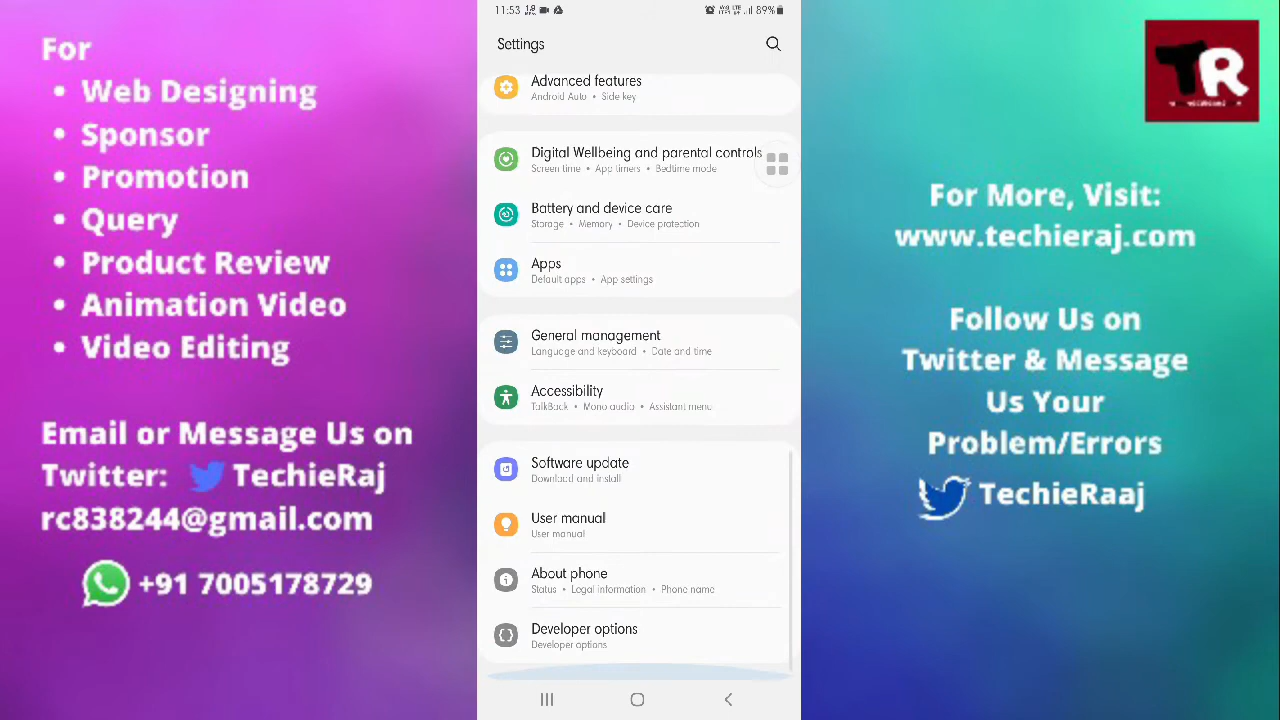 For
• Web Designing
• Sponsor
• Promotion
• Query
• Product Review
• Animation Video
• Video Editing
Email or Message Us on
Twitter: TechieRaj
rc838244@gmail.com
+91 7005178729
11:53
89%
Settings
Advanced features
Android Auto • Side key
Digital Wellbeing and parental controls
Screen time • App timers • Bedtime mode
Battery and device care
Storage • Memory • Device protection
Apps
Default apps • App settings
General management
Language and keyboard • Date and time
Accessibility
TalkBack • Mono audio • Assistant menu
Software update
Download and install
User manual
User manual
About phone
Status • Legal information • Phone name
Developer options
Developer options
TR
For More, Visit:
www.techieraj.com
Follow Us on
Twitter & Message
Us Your
Problem/Errors
TechieRaaj